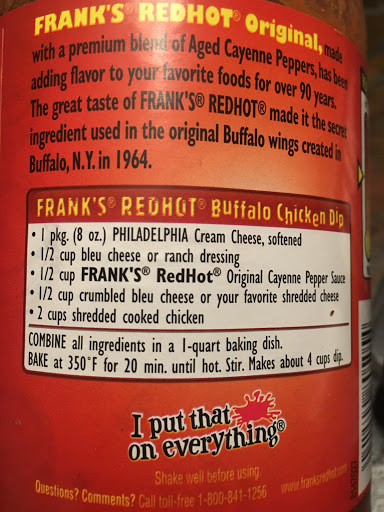 FRANK'S® REDHOT® Original, made
with a premium blend of Aged Cayenne Peppers, has been
adding flavor to your favorite foods for over 90 years.
The great taste of FRANK'S® REDHOT® made it the secret
ingredient used in the original Buffalo wings created in
Buffalo, N.Y. in 1964.
FRANK'S® REDHOT® Buffalo Chicken Dip
• 1 pkg. (8 oz.) PHILADELPHIA Cream Cheese, softened
• 1/2 cup bleu cheese or ranch dressing
• 1/2 cup FRANK'S® RedHot® Original Cayenne Pepper Sauce
• 1/2 cup crumbled bleu cheese or your favorite shredded cheese
• 2 cups shredded cooked chicken
COMBINE all ingredients in a 1-quart baking dish.
BAKE at 350°F for 20 min. until hot. Stir. Makes about 4 cups dip.
I put that
on everything®
Shake well before using.
Questions? Comments? Call toll-free 1-800-841-1256 www.franksredhot.com